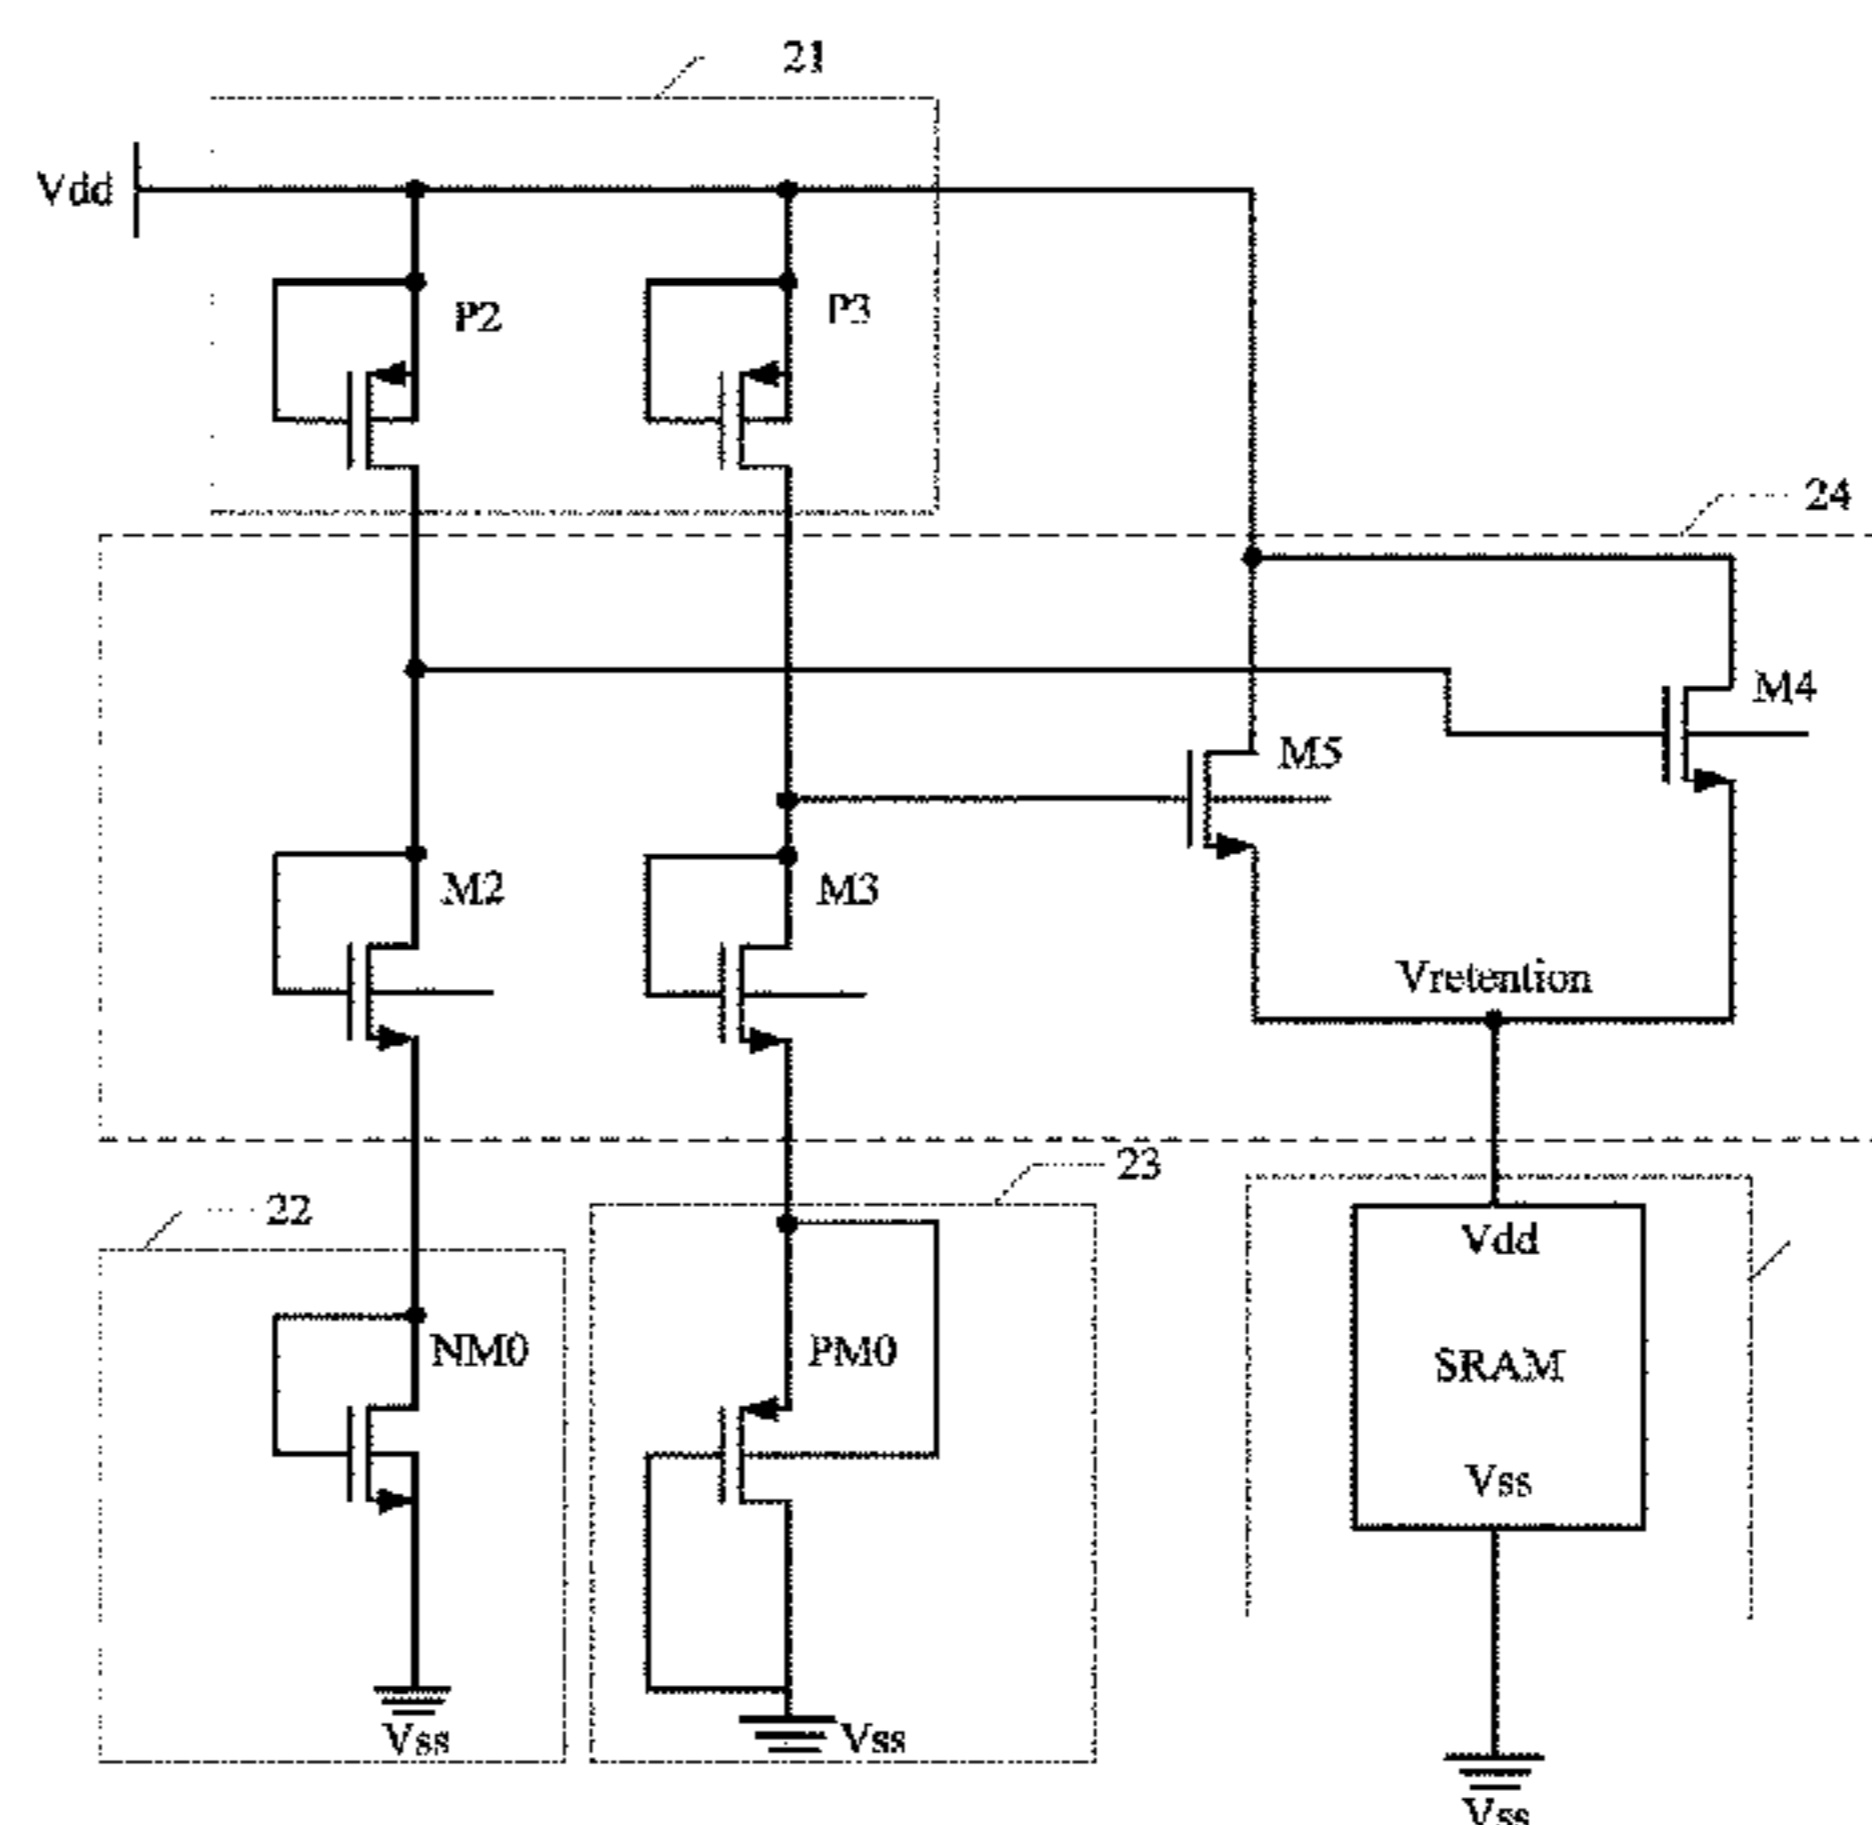 21
Vdd
P2
P3
24
M4
M5
M2
M3
Vretention
23
22
Vdd
NM0
PM0
SRAM
Vss
Vss
Vss
Vss